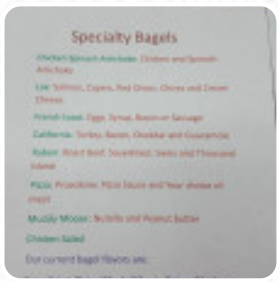 Specialty Bagels
Chicken Spinach Artichoke: Chicken and Spinach
Artichoke
Lox: Salmon, Capers, Red Onion, Chives and Cream
Cheese
French Toast: Eggs, Syrup, Bacon or Sausage
California: Turkey, Bacon, Cheddar and Guacamole
Roast Beef, Sauerkraut, Swiss and Thousand
Island
Pizza: Provolone, Pizza Sauce and Your choice of
meat
Muddy Moose: Nutella and Peanut butter
Chicken Salad
Our current bagel flavors are: